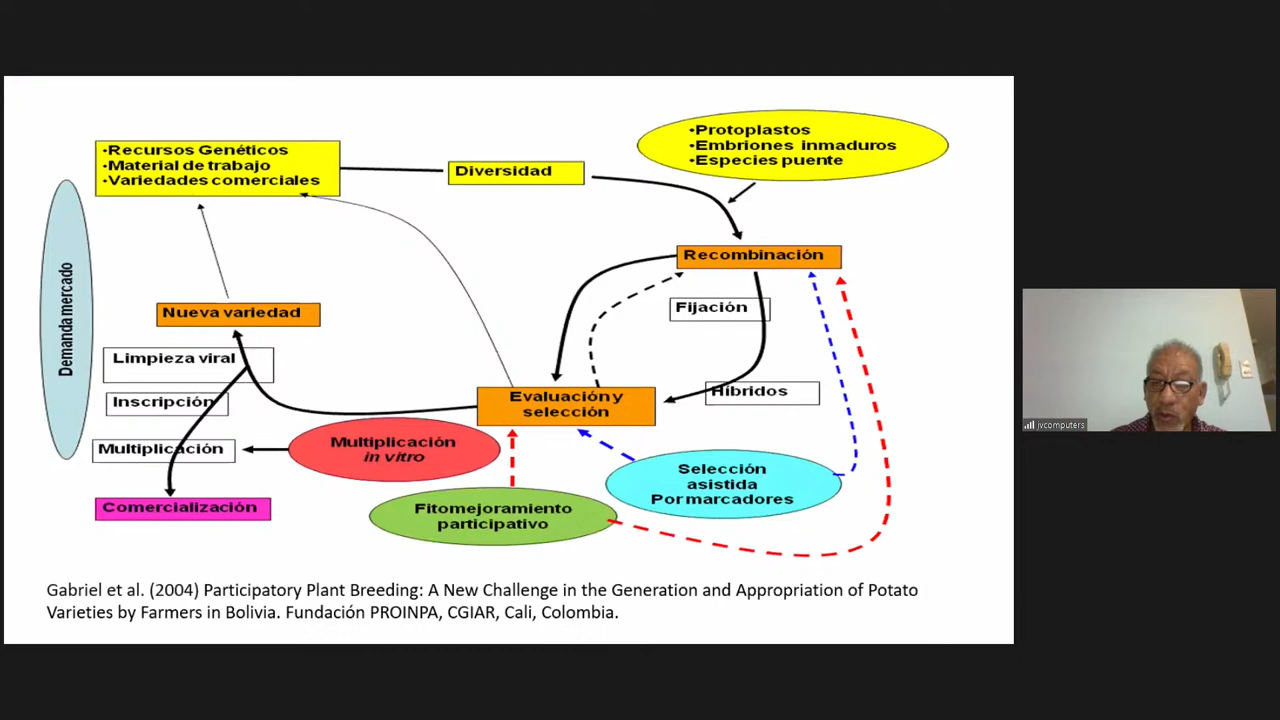 •Recursos Genéticos
•Material de trabajo
•Variedades comerciales
Diversidad
•Protoplastos
•Embriones inmaduros
•Especies puente
Demanda mercado
Recombinación
Fijación
Nueva variedad
Limpieza viral
Inscripción
Híbridos
Evaluación y
selección
Multiplicación
Multiplicación
in vitro
Selección
asistida
Por marcadores
Comercialización
Fitomejoramiento
participativo
Gabriel et al. (2004) Participatory Plant Breeding: A New Challenge in the Generation and Appropriation of Potato
Varieties by Farmers in Bolivia. Fundación PROINPA, CGIAR, Cali, Colombia.
jvcomputers